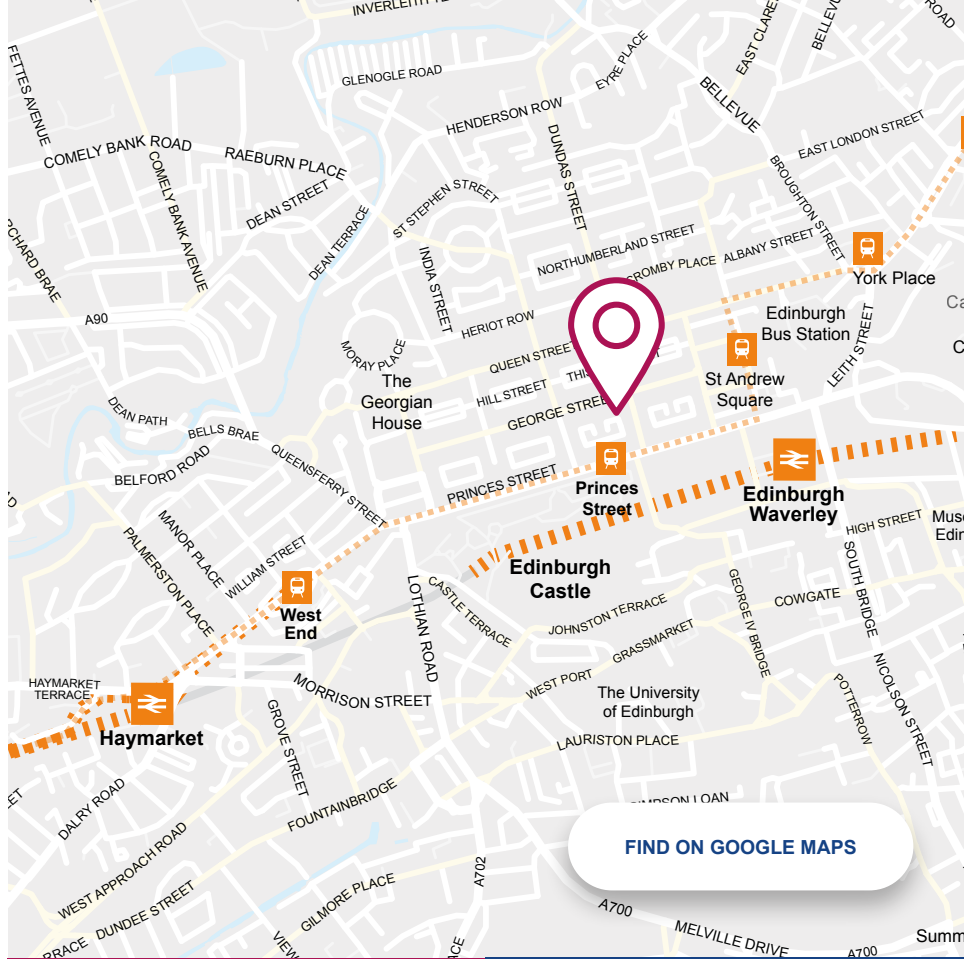 FETTES AVENUE
GLENOGLE ROAD
EYRE PLACE
BELLEVUE
ROAD
HENDERSON ROW
COMELY BANK ROAD
RAEBURN PLACE
COMELY BANK AVENUE
DEAN STREET
ST STEPHEN STREET
DUNDAS STREET
EAST LONDON STREET
BROUGHTON STREET
DEAN TERRACE
INDIA STREET
NORTHUMBERLAND STREET
ALBANY STREET
York Place
A90
HERIOT ROW
Edinburgh
Bus Station
LEITH STREET
MORAY PLACE
QUEEN STREET
The
Georgian
House
HILL STREET
St Andrew
Square
GEORGE STREET
DEAN PATH
BELLS BRAE
BELFORD ROAD
QUEENSFERRY STREET
PRINCES STREET
Princes
Street
Edinburgh
Waverley
MANOR PLACE
HIGH STREET
PALMERSTON PLACE
WILLIAM STREET
Edinburgh
Castle
SOUTH BRIDGE
West
End
LOTHIAN ROAD
CASTLE TERRACE
JOHNSTON TERRACE
GEORGE IV BRIDGE
COWGATE
GRASSMARKET
HAYMARKET
TERRACE
Haymarket
MORRISON STREET
WEST PORT
The University
of Edinburgh
POTTERROW
NICOLSON STREET
GROVE STREET
LAURISTON PLACE
DALRY ROAD
FOUNTAINBRIDGE
WEST APPROACH ROAD
FIND ON GOOGLE MAPS
DUNDEE STREET
GILMORE PLACE
A702
A700
MELVILLE DRIVE
A700